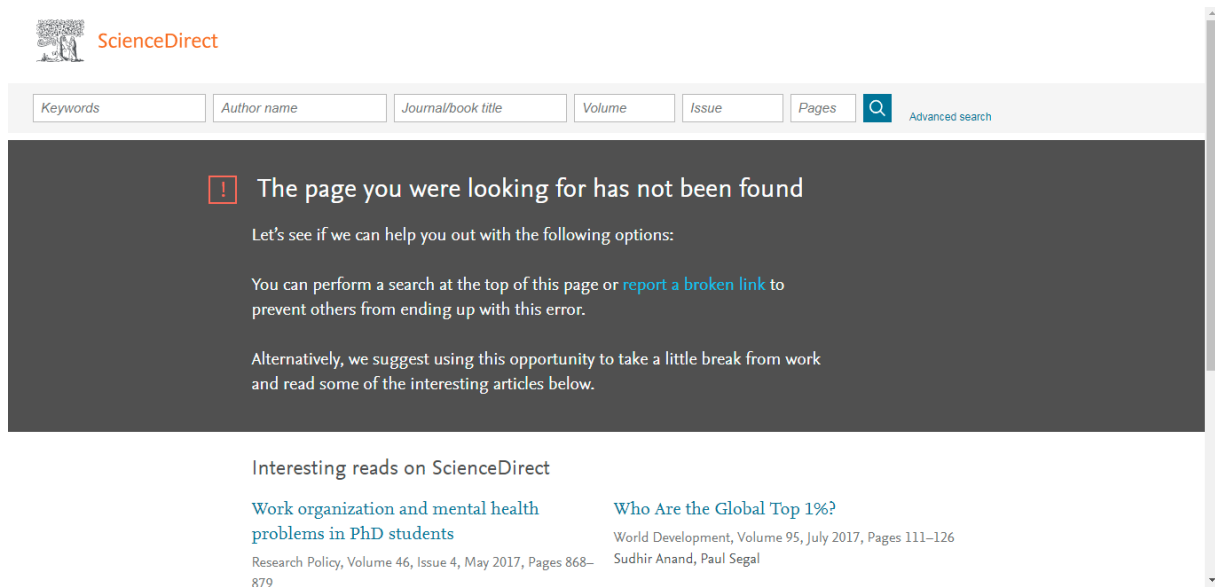 ScienceDirect
Keywords Author name Journal/book title Volume Issue Pages Advanced search
! The page you were looking for has not been found
Let's see if we can help you out with the following options:
You can perform a search at the top of this page or report a broken link to
prevent others from ending up with this error.
Alternatively, we suggest using this opportunity to take a little break from work
and read some of the interesting articles below.
Interesting reads on ScienceDirect
Work organization and mental health
problems in PhD students
Research Policy, Volume 46, Issue 4, May 2017, Pages 868–
879
Who Are the Global Top 1%?
World Development, Volume 95, July 2017, Pages 111–126
Sudhir Anand, Paul Segal